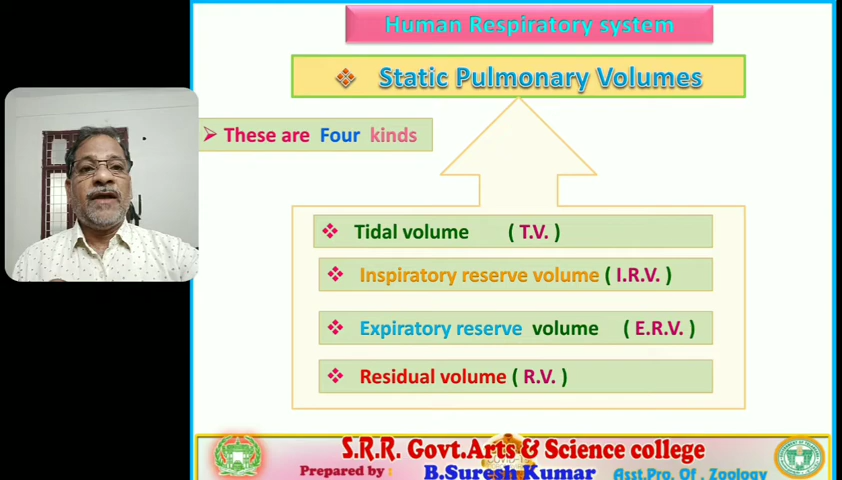 Human Respiratory system
❖ Static Pulmonary Volumes
➢ These are Four kinds
❖ Tidal volume ( T.V. )
❖ Inspiratory reserve volume ( I.R.V. )
❖ Expiratory reserve volume ( E.R.V. )
❖ Residual volume ( R.V. )
S.R.R. Govt.Arts & Science college
Prepared by : B.Suresh Kumar Asst.Pro. Of . Zoology